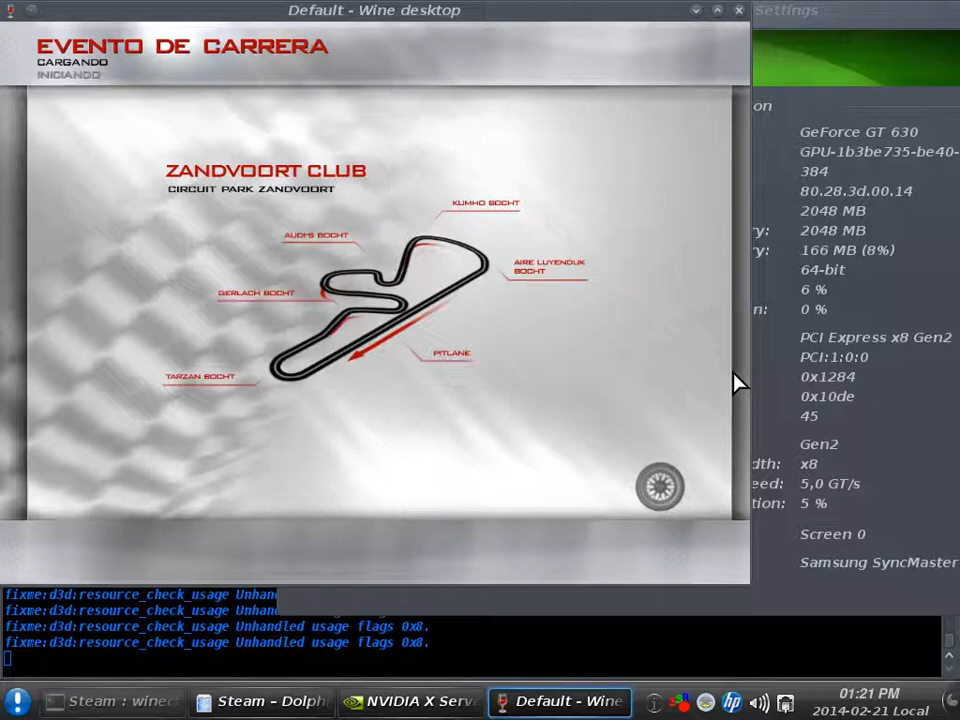 Default - Wine desktop
Settings
EVENTO DE CARRERA
CARGANDO
INICIANDO
ZANDVOORT CLUB
CIRCUIT PARK ZANDVOORT
KUMHO BOCHT
AUDI-S BOCHT
ARIE LUYENDIJK
BOCHT
GERLACH BOCHT
PITLANE
TARZAN BOCHT
on
GeForce GT 630
GPU-1b3be735-be40-
384
80.28.3d.00.14
2048 MB
ry: 2048 MB
166 MB (8%)
64-bit
6 %
n: 0 %
PCI Express x8 Gen2
PCI:1:0:0
0x1284
0x10de
45
Gen2
dth: x8
eed: 5,0 GT/s
tion: 5 %
Screen 0
Samsung SyncMaster
fixme:d3d:resource_check_usage Unhan
fixme:d3d:resource_check_usage Unhan
fixme:d3d:resource_check_usage Unhandled usage flags 0x8.
fixme:d3d:resource_check_usage Unhandled usage flags 0x8.
Steam : winec
Steam – Dolph
NVIDIA X Serv
Default - Wine
hp
01:21 PM
2014-02-21 Local